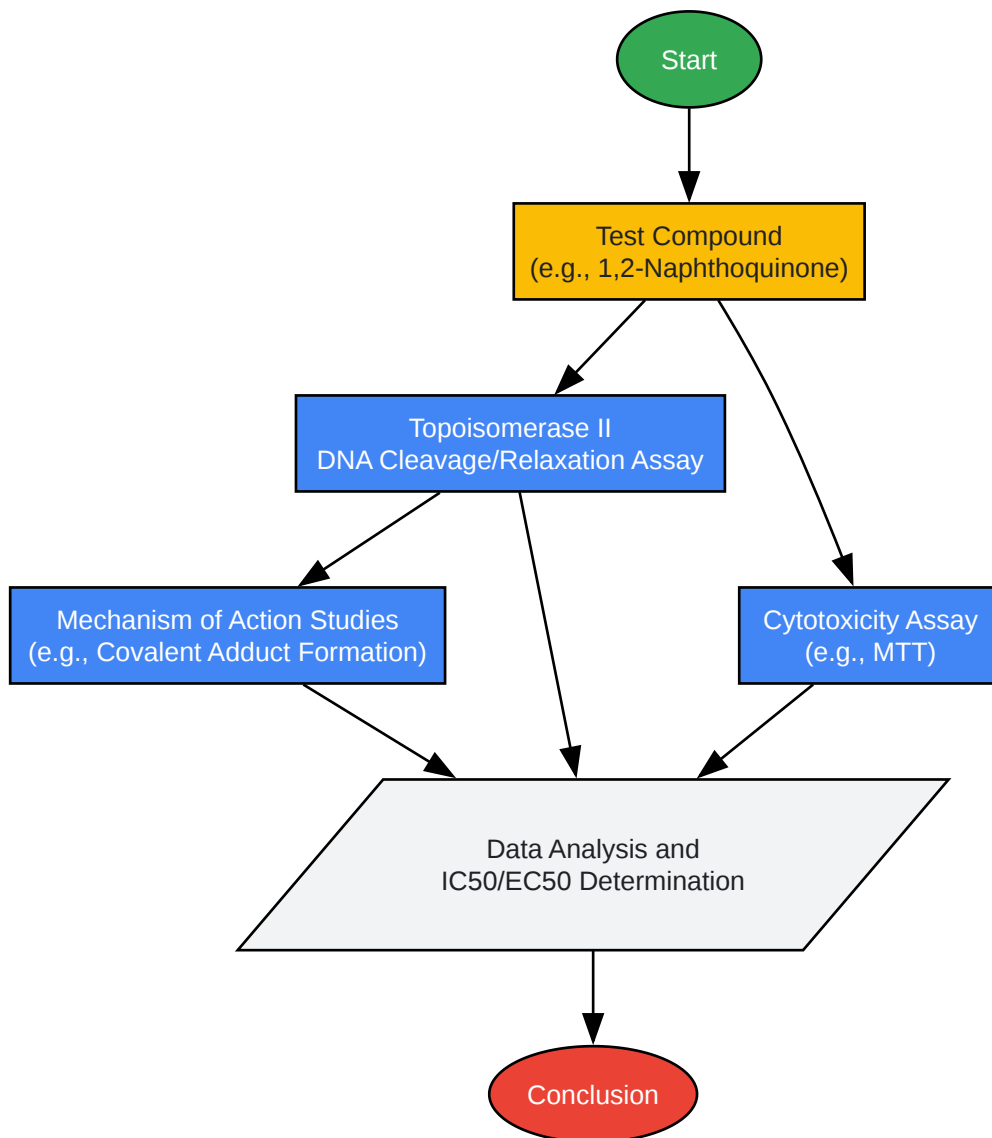 Start
Test Compound
(e.g., 1,2-Naphthoquinone)
Topoisomerase II
DNA Cleavage/Relaxation Assay
Mechanism of Action Studies
(e.g., Covalent Adduct Formation)
Cytotoxicity Assay
(e.g., MTT)
Data Analysis and
IC50/EC50 Determination
Conclusion